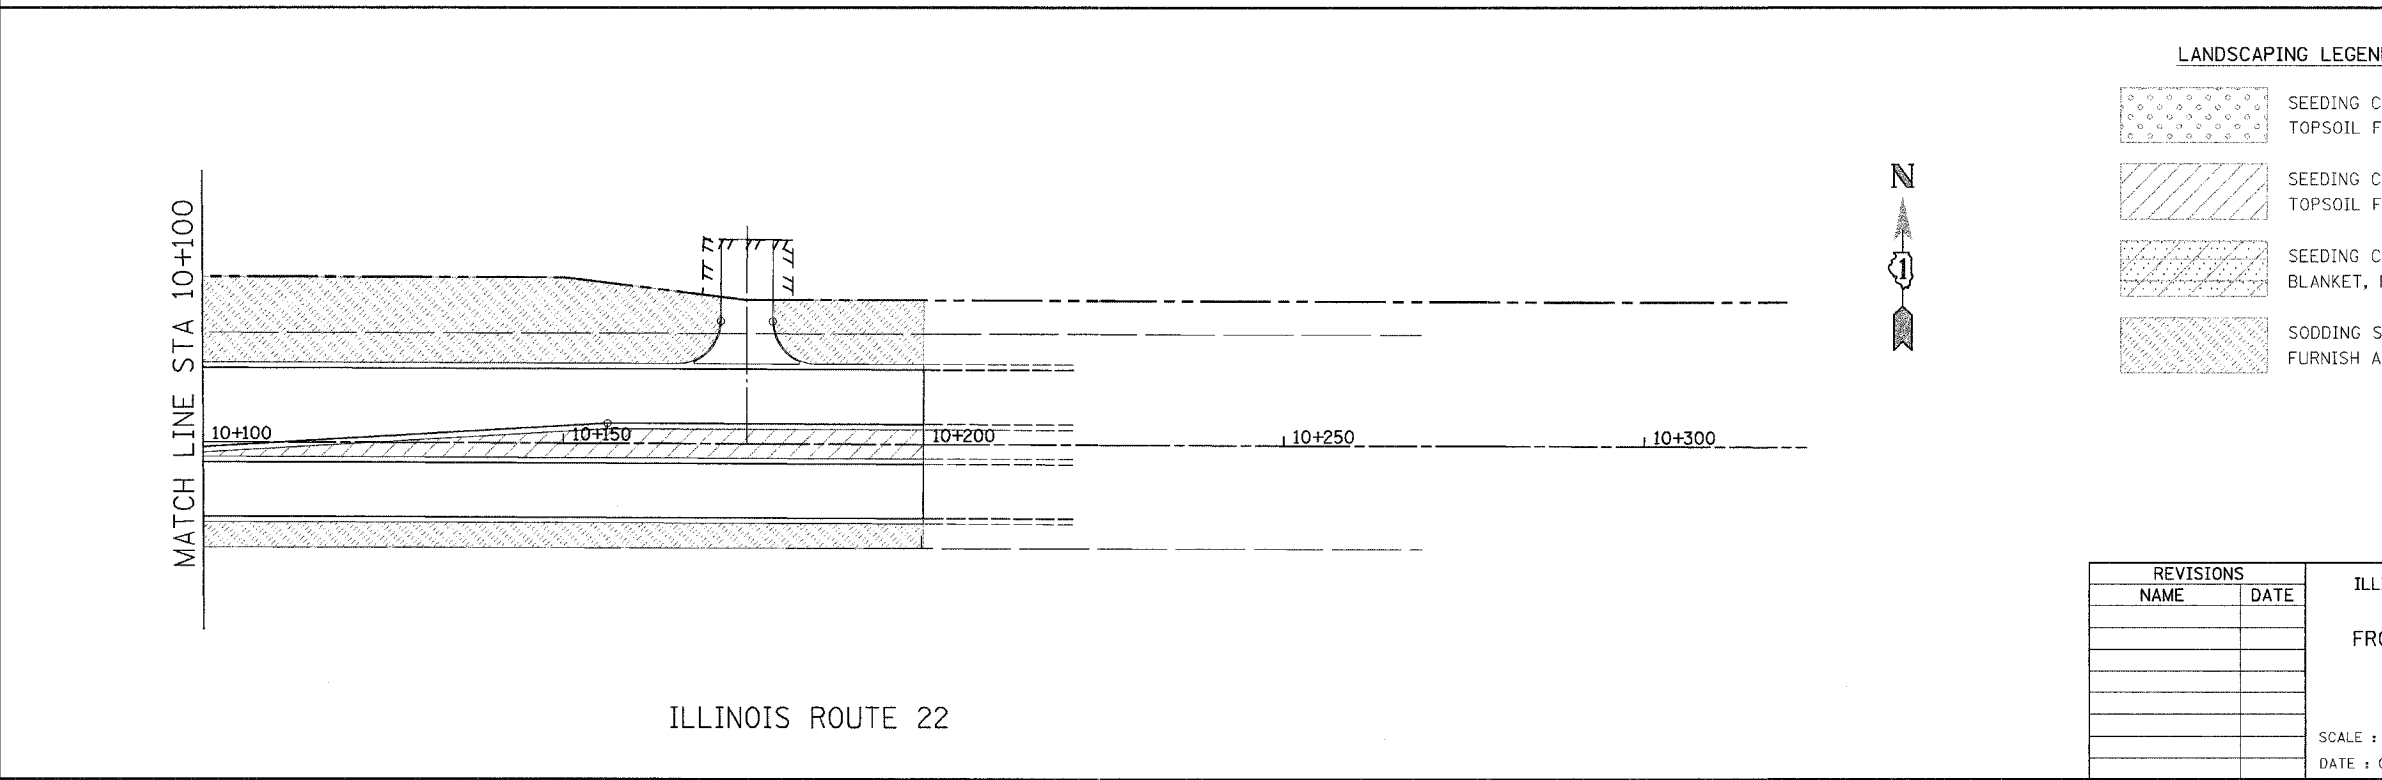 LANDSCAPING LEGEN
SEEDING C
TOPSOIL F
SEEDING C
TOPSOIL F
SEEDING C
BLANKET,
SODDING S
FURNISH A
N
1
MATCH LINE STA 10+100
10+100
10+150
10+200
10+250
10+300
ILLINOIS ROUTE 22
REVISIONS
NAME DATE
ILL
FRO
SCALE :
DATE :